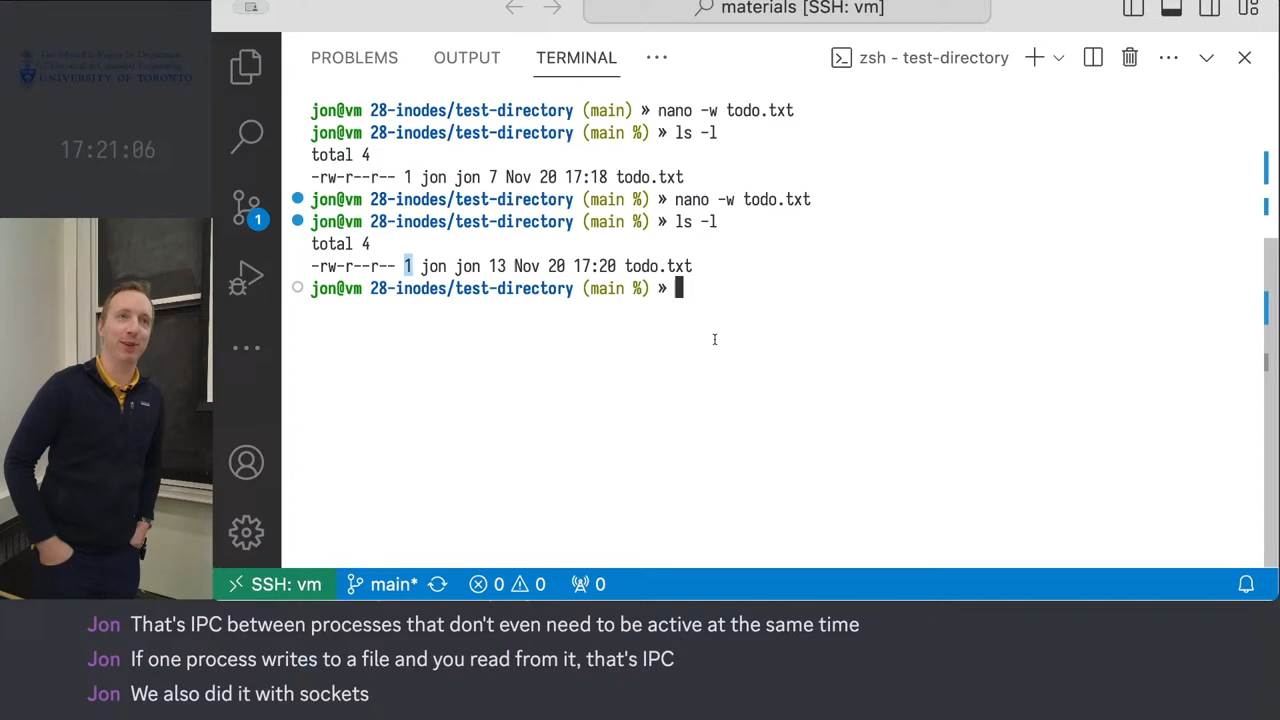 materials [SSH: vm]
UNIVERSITY OF TORONTO
17:21:06
PROBLEMS OUTPUT TERMINAL ··· zsh - test-directory
jon@vm 28-inodes/test-directory (main) » nano -w todo.txt
jon@vm 28-inodes/test-directory (main %) » ls -l
total 4
-rw-r--r-- 1 jon jon 7 Nov 20 17:18 todo.txt
jon@vm 28-inodes/test-directory (main %) » nano -w todo.txt
jon@vm 28-inodes/test-directory (main %) » ls -l
total 4
-rw-r--r-- 1 jon jon 13 Nov 20 17:20 todo.txt
jon@vm 28-inodes/test-directory (main %) »
1
SSH: vm main* 0 0 0
Jon That's IPC between processes that don't even need to be active at the same time
Jon If one process writes to a file and you read from it, that's IPC
Jon We also did it with sockets